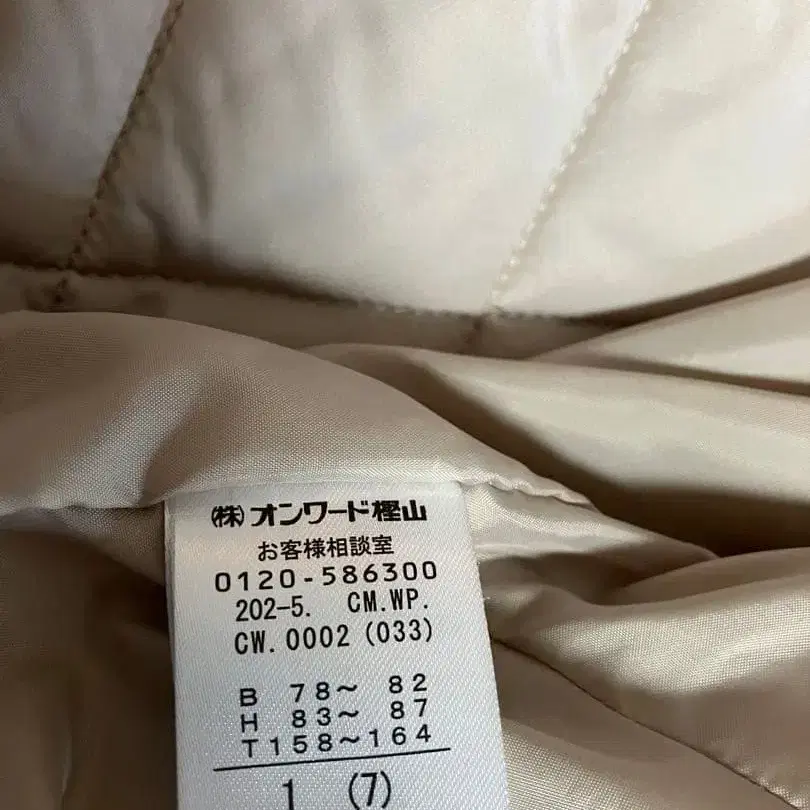 (株)オンワード樫山
お客様相談室
0120-586300
202-5. CM.WP.
CW.0002(033)
B 78〜 82
H 83〜 87
T158〜164
1 (7)